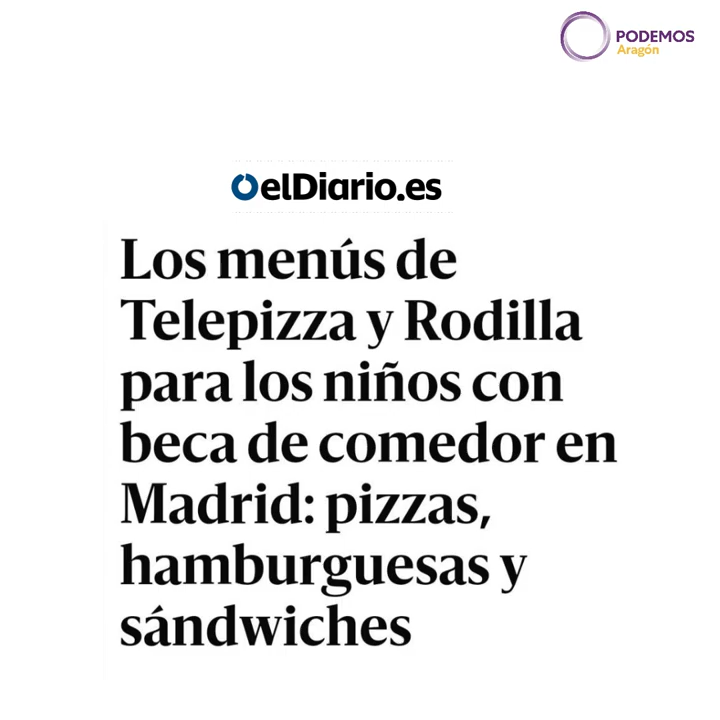 PODEMOS
Aragón
elDiario.es
Los menús de
Telepizza y Rodilla
para los niños con
beca de comedor en
Madrid: pizzas,
hamburguesas y
sándwiches